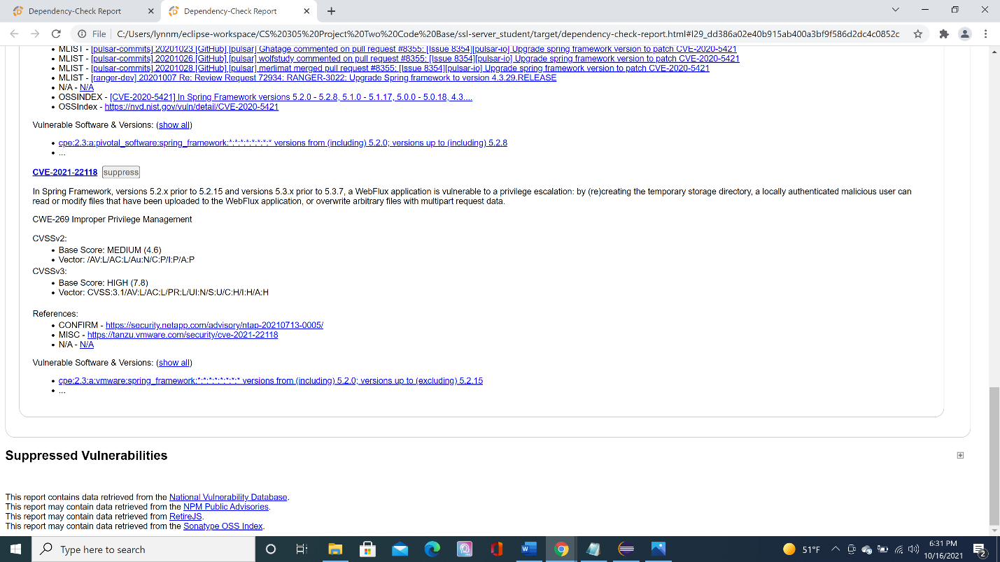 Dependency-Check Report
Dependency-Check Report
File
C:/Users/lynnm/eclipse-workspace/CS%20305%20Project%20Two%20Code%20Base/ssl-server_student/target/dependency-check-report.html#l29_dd386a02e40b915ab400a3bf9f586d2dc4c0852c
MLIST - [pulsar-commits] 20201023 [GitHub] [pulsar] Ghatage commented on pull request #8355: [Issue 8354][pulsar-io] Upgrade spring framework version to patch CVE-2020-5421
MLIST - [pulsar-commits] 20201026 [GitHub] [pulsar] wolfstudy commented on pull request #8355: [Issue 8354][pulsar-io] Upgrade spring framework version to patch CVE-2020-5421
MLIST - [pulsar-commits] 20201028 [GitHub] [pulsar] merlimat merged pull request #8355: [Issue 8354][pulsar-io] Upgrade spring framework version to patch CVE-2020-5421
MLIST - [ranger-dev] 20201007 Re: Review Request 72934: RANGER-3022: Upgrade Spring framework to version 4.3.29.RELEASE
N/A - N/A
OSSINDEX - [CVE-2020-5421] In Spring Framework versions 5.2.0 - 5.2.8, 5.1.0 - 5.1.17, 5.0.0 - 5.0.18, 4.3....
OSSIndex - https://nvd.nist.gov/vuln/detail/CVE-2020-5421
Vulnerable Software & Versions: (show all)
cpe:2.3:a:pivotal_software:spring_framework:*:*:*:*:*:*:*:* versions from (including) 5.2.0; versions up to (including) 5.2.8
...
CVE-2021-22118 suppress
In Spring Framework, versions 5.2.x prior to 5.2.15 and versions 5.3.x prior to 5.3.7, a WebFlux application is vulnerable to a privilege escalation: by (re)creating the temporary storage directory, a locally authenticated malicious user can
read or modify files that have been uploaded to the WebFlux application, or overwrite arbitrary files with multipart request data.
CWE-269 Improper Privilege Management
CVSSv2:
Base Score: MEDIUM (4.6)
Vector: /AV:L/AC:L/Au:N/C:P/I:P/A:P
CVSSv3:
Base Score: HIGH (7.8)
Vector: CVSS:3.1/AV:L/AC:L/PR:L/UI:N/S:U/C:H/I:H/A:H
References:
CONFIRM - https://security.netapp.com/advisory/ntap-20210713-0005/
MISC - https://tanzu.vmware.com/security/cve-2021-22118
N/A - N/A
Vulnerable Software & Versions: (show all)
cpe:2.3:a:vmware:spring_framework:*:*:*:*:*:*:*:* versions from (including) 5.2.0; versions up to (excluding) 5.2.15
...
Suppressed Vulnerabilities
This report contains data retrieved from the National Vulnerability Database.
This report may contain data retrieved from the NPM Public Advisories.
This report may contain data retrieved from RetireJS.
This report may contain data retrieved from the Sonatype OSS Index.
Type here to search
51°F
6:31 PM
10/16/2021
2